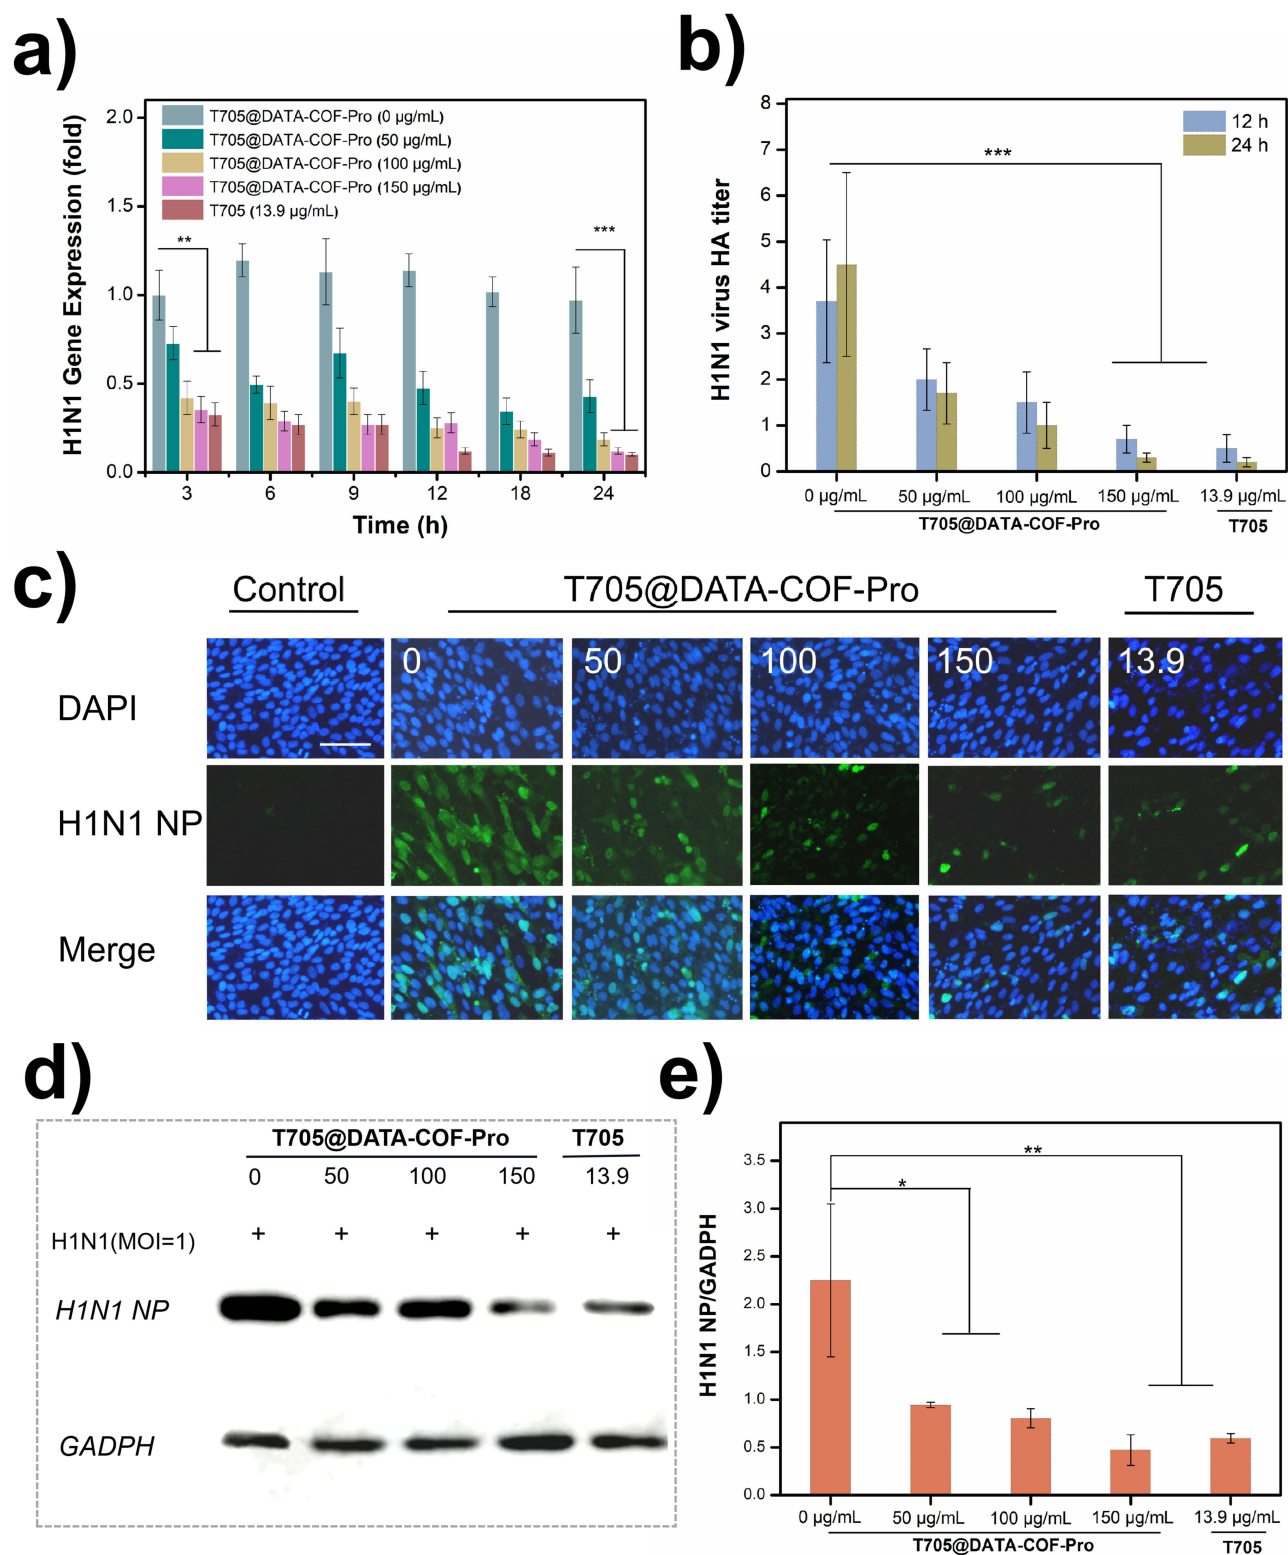 a)
2.0
1.5
1.0
0.5
0.0
H1N1 Gene Expression (fold)
T705@DATA-COF-Pro (0 μg/mL)
T705@DATA-COF-Pro (50 μg/mL)
T705@DATA-COF-Pro (100 μg/mL)
T705@DATA-COF-Pro (150 μg/mL)
T705 (13.9 μg/mL)
**
***
3 6 9 12 18 24
Time (h)
b)
8
7
6
5
4
3
2
1
0
H1N1 virus HA titer
12 h
24 h
***
0 μg/mL 50 μg/mL 100 μg/mL 150 μg/mL 13.9 μg/mL
T705@DATA-COF-Pro T705
c)
Control T705@DATA-COF-Pro T705
DAPI 0 50 100 150 13.9
H1N1 NP
Merge
d)
T705@DATA-COF-Pro T705
0 50 100 150 13.9
H1N1(MOI=1) + + + + +
H1N1 NP
GADPH
e)
3.5
3.0
2.5
2.0
1.5
1.0
0.5
0.0
H1N1 NP/GADPH
**
*
0 μg/mL 50 μg/mL 100 μg/mL 150 μg/mL 13.9 μg/mL
T705@DATA-COF-Pro T705